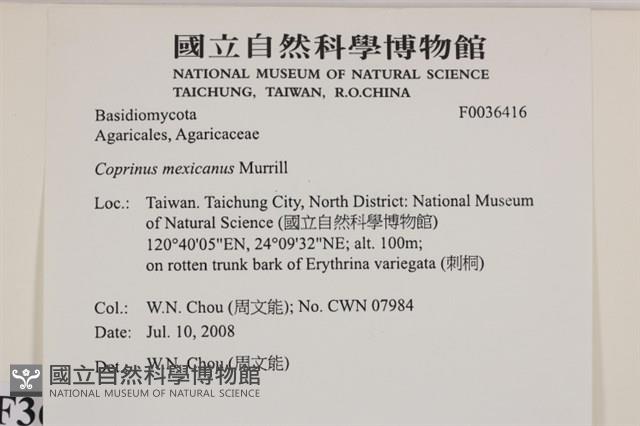 國立自然科學博物館
NATIONAL MUSEUM OF NATURAL SCIENCE
TAICHUNG, TAIWAN, R.O.CHINA
Basidiomycota F0036416
Agaricales, Agaricaceae
Coprinus mexicanus Murrill
Loc.: Taiwan. Taichung City, North District: National Museum
of Natural Science (國立自然科學博物館)
120°40'05"EN, 24°09'32"NE; alt. 100m;
on rotten trunk bark of Erythrina variegata (刺桐)
Col.: W.N. Chou (周文能); No. CWN 07984
Date: Jul. 10, 2008
Det.: W.N. Chou (周文能)
國立自然科學博物館
NATIONAL MUSEUM OF NATURAL SCIENCE